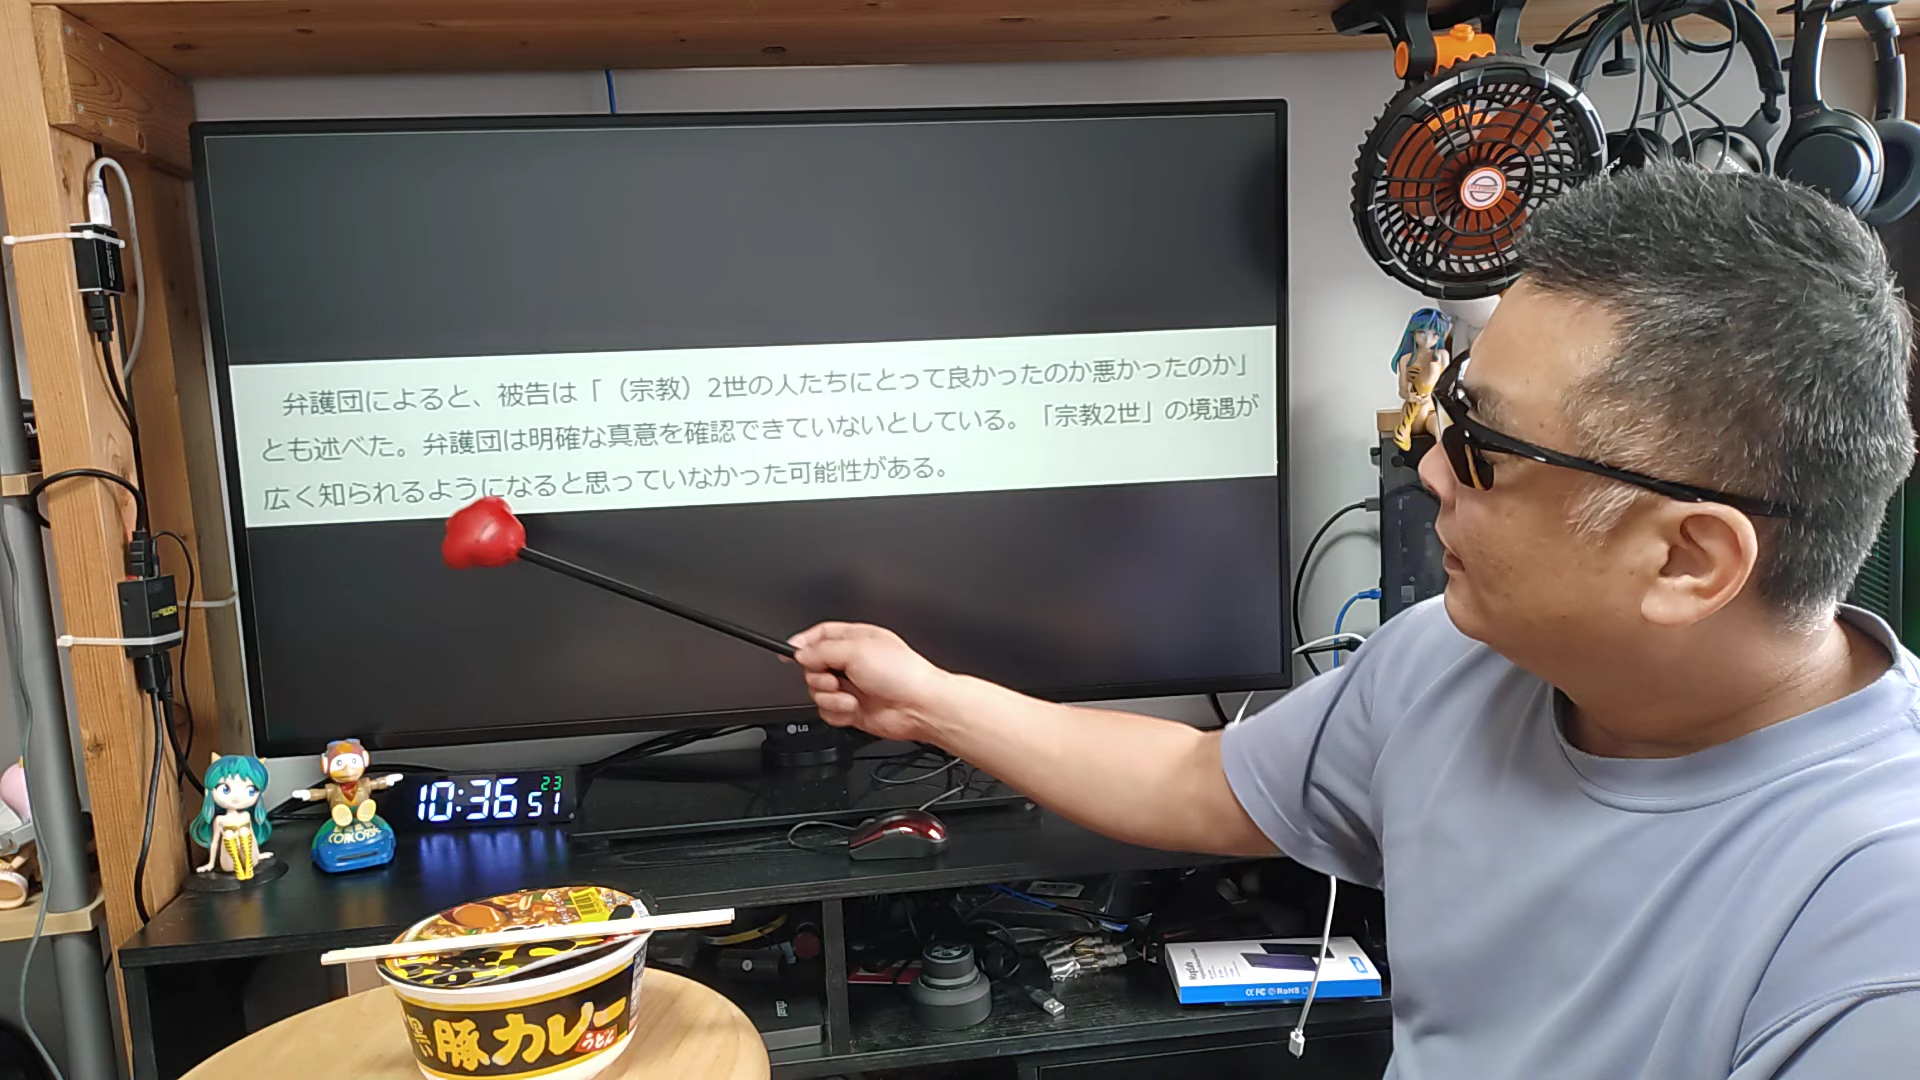 弁護団によると、被告は「（宗教）2世の人たちにとって良かったのか悪かったのか」
とも述べた。弁護団は明確な真意を確認できていないとしている。「宗教2世」の境遇が
広く知られるようになると思っていなかった可能性がある。
LG
10:36 51
23
黒い
豚カレー
うどん
SONY